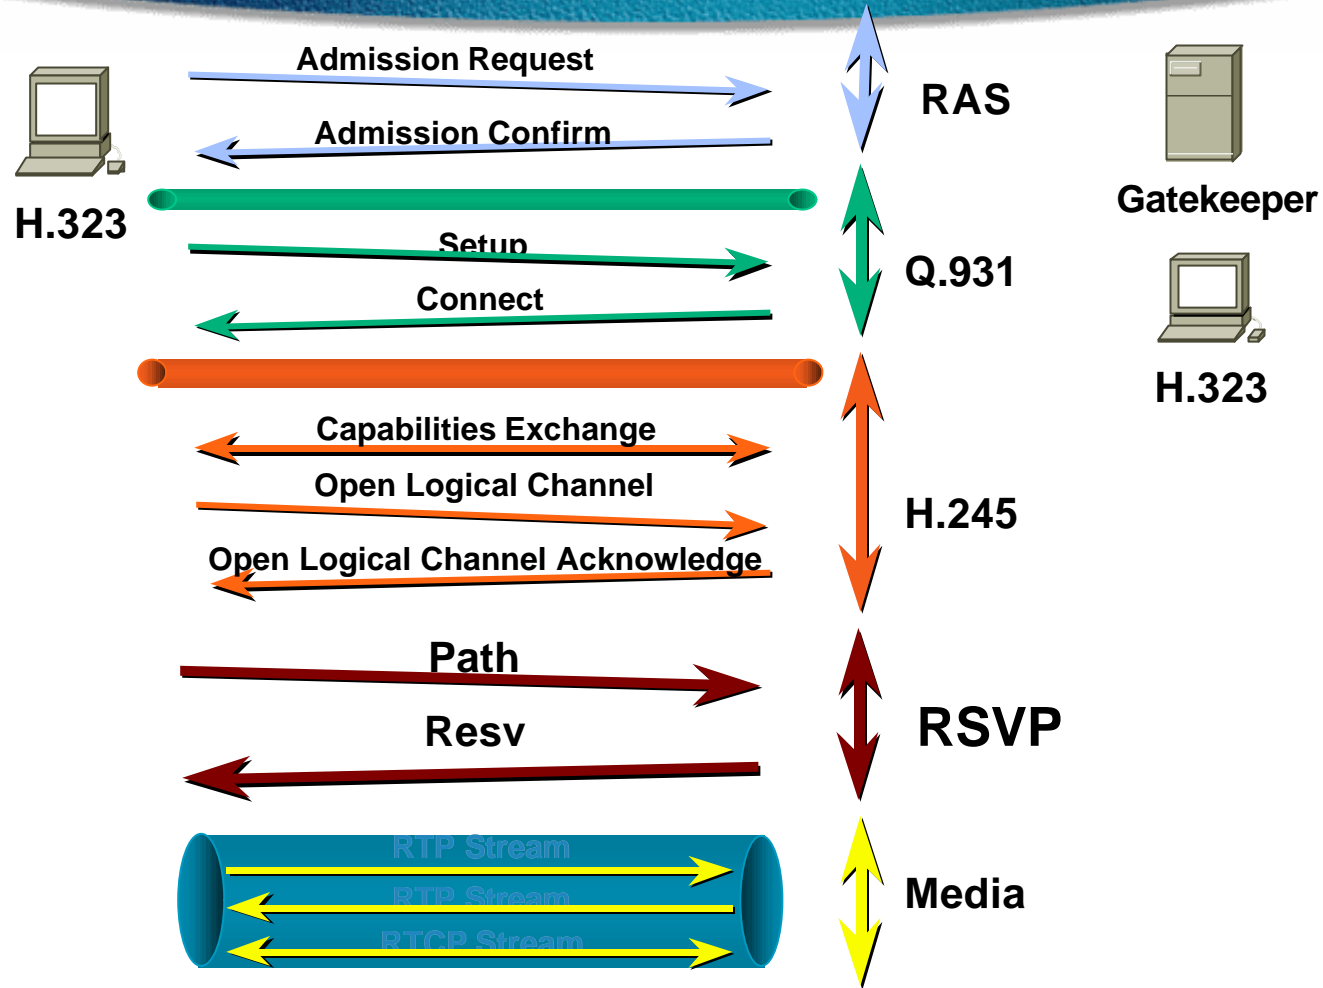 Admission Request
RAS
Admission Confirm
Gatekeeper
H.323
Setup
Q.931
Connect
H.323
Capabilities Exchange
Open Logical Channel
H.245
Open Logical Channel Acknowledge
Path
RSVP
Resv
RTP Stream
Media
RTP Stream
RTCP Stream